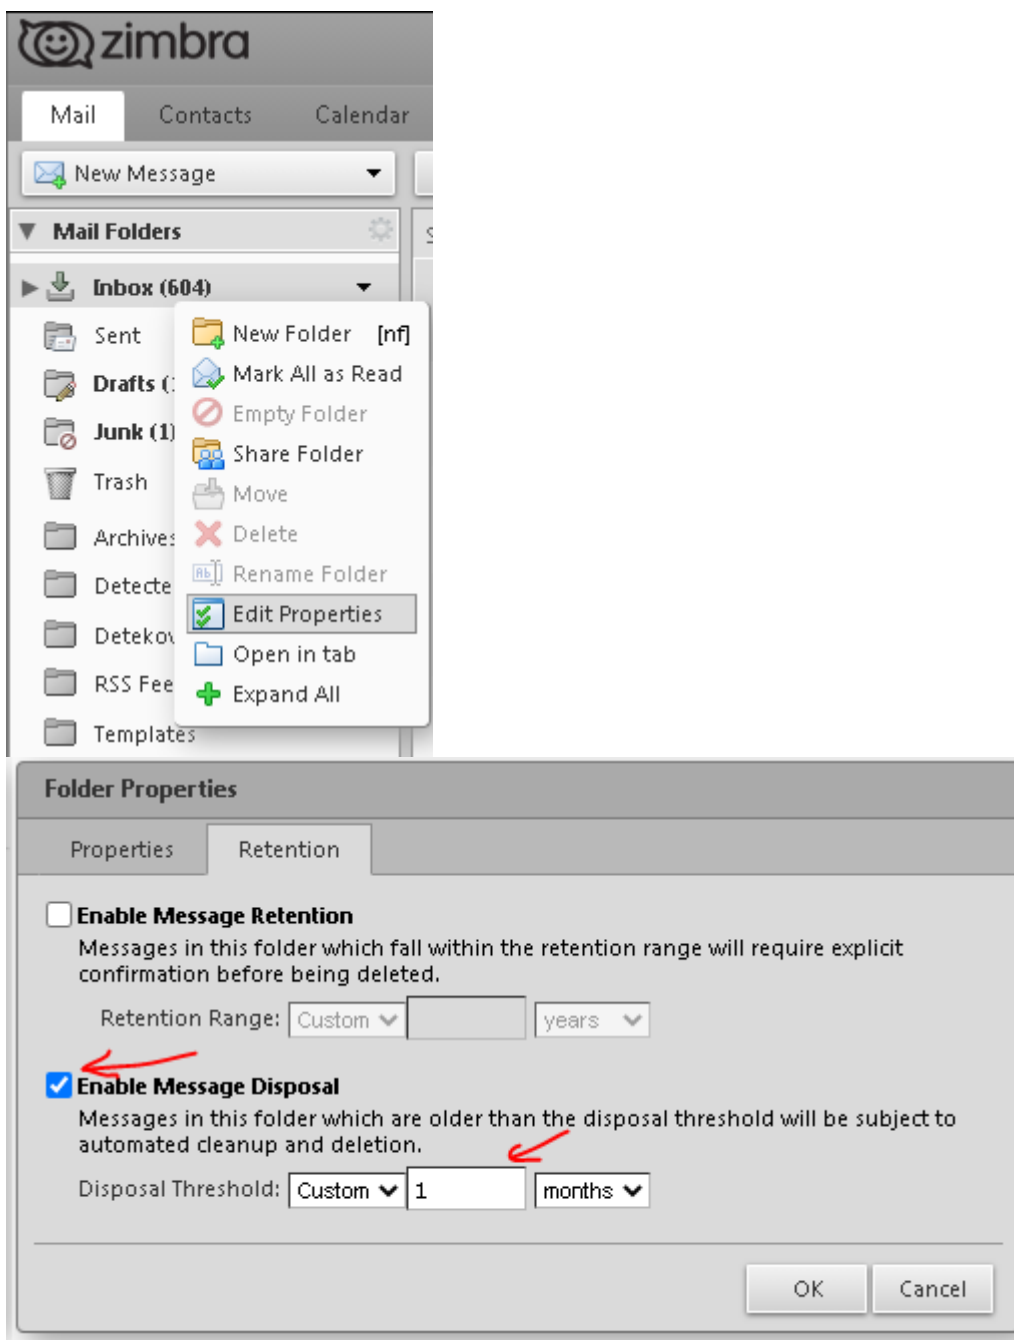 zimbra
Mail Contacts Calendar
New Message
Mail Folders
Inbox (604)
New Folder [nf]
Sent
Mark All as Read
Drafts (
Empty Folder
Junk (1)
Share Folder
Trash
Move
Archives
Delete
Rename Folder
Detecte
Edit Properties
Detekov
Open in tab
RSS Fee
Expand All
Templates
Folder Properties
Properties Retention
Enable Message Retention
Messages in this folder which fall within the retention range will require explicit
confirmation before being deleted.
Retention Range: Custom years
Enable Message Disposal
Messages in this folder which are older than the disposal threshold will be subject to
automated cleanup and deletion.
Disposal Threshold: Custom 1 months
OK Cancel